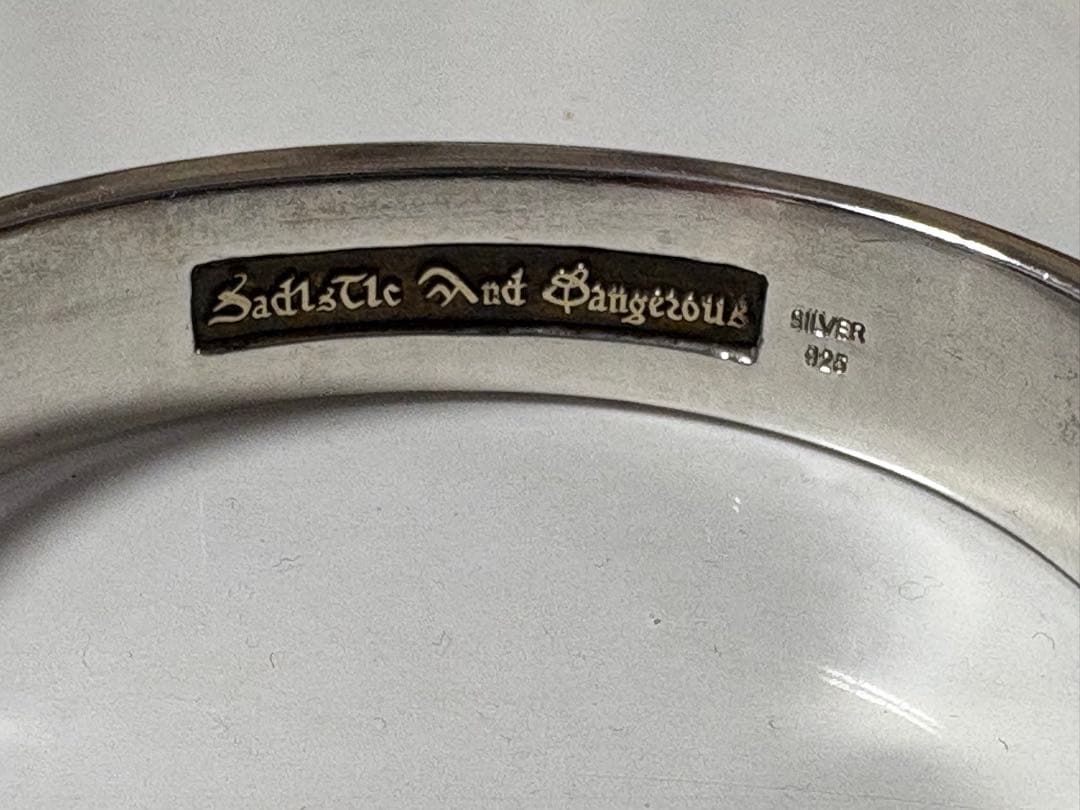 SadIsTIc And Dangerous
SILVER
925